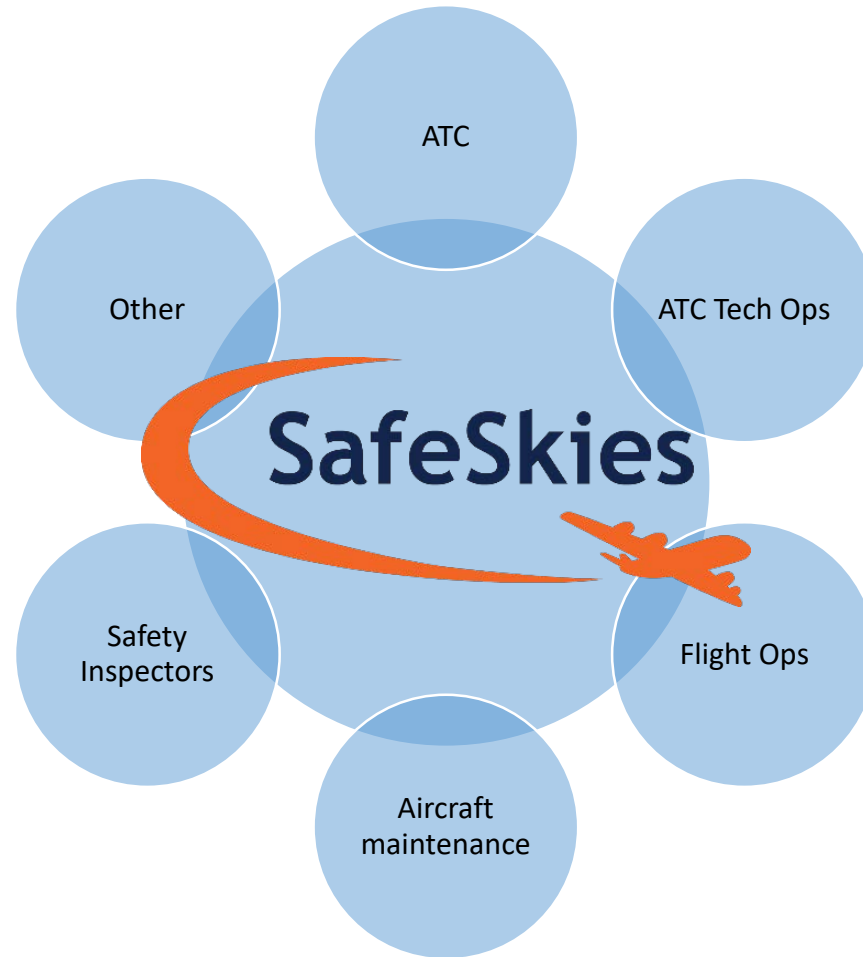 ATC
Other
ATC Tech Ops
SafeSkies
Safety
Inspectors
Flight Ops
Aircraft
maintenance